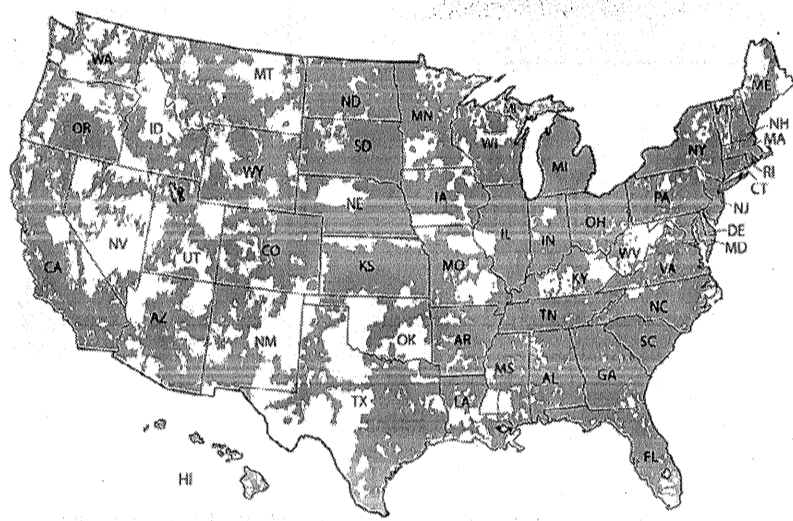 WA
MT
ND
MN
MI
ME
VT
NH
MA
OR
ID
SD
WI
NY
WY
MI
RI
CT
IA
PA
NE
NJ
OH
NV
IL
IN
DE
UT
CO
WV
MD
CA
KS
MO
KY
VA
NC
TN
AZ
OK
AR
NM
SC
MS
AL
GA
TX
LA
FL
HI